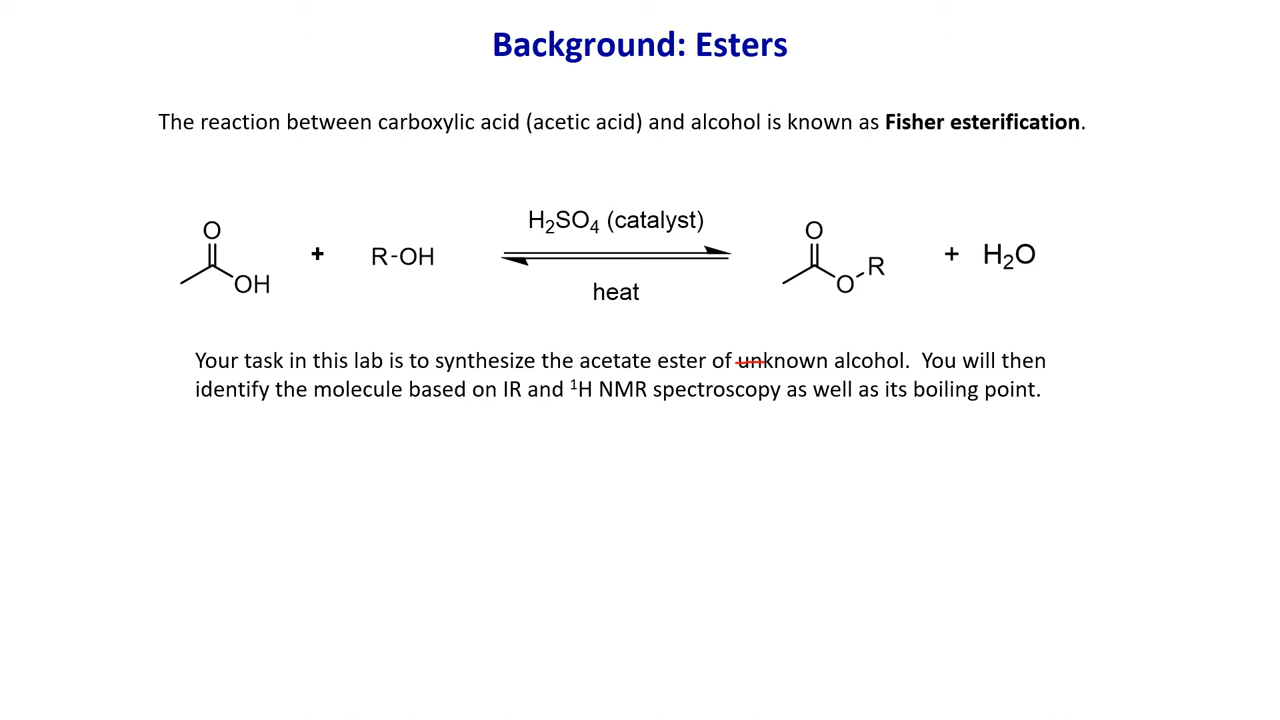 Background: Esters
The reaction between carboxylic acid (acetic acid) and alcohol is known as Fisher esterification.
H₂SO₄ (catalyst)
O
OH
+
R-OH
heat
O
O
R
+
H₂O
Your task in this lab is to synthesize the acetate ester of unknown alcohol. You will then
identify the molecule based on IR and ¹H NMR spectroscopy as well as its boiling point.